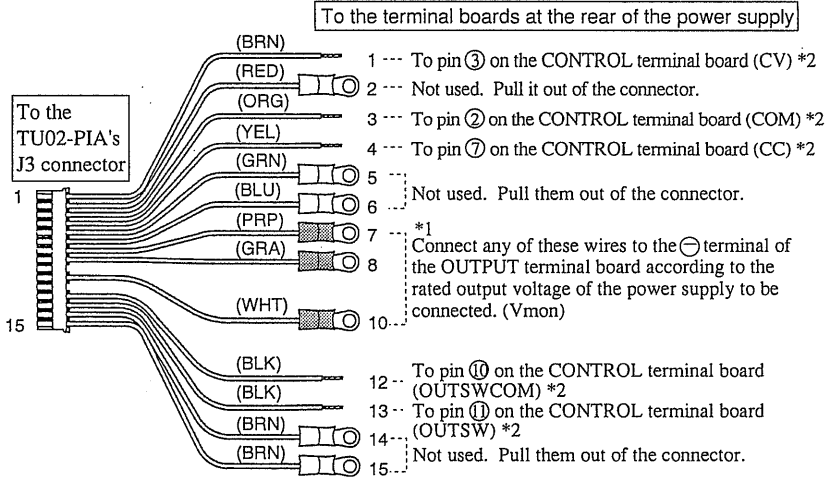 To the terminal boards at the rear of the power supply
To the
TU02-PIA's
J3 connector
1
15
(BRN)
1 --- To pin ③ on the CONTROL terminal board (CV) *2
(RED)
2 --- Not used. Pull it out of the connector.
(ORG)
3 --- To pin ② on the CONTROL temInal board (COM) *2
(YEL)
4 --- To pin ⑦ on the CONTROL terminal board (CC) *2
(GRN)
5
(BLU)
6
Not used. Pull them out of the connector.
(PRP)
7
(GRA)
8
(WHT)
10
*1
Connect any of these wires to the ⊖ terminal of
the OUTPUT terminal board according to the
rated output voltage of the power supply to be
connected. (Vmon)
(BLK)
12 -- To pin ⑩ on the CONTROL terminal board
(OUTSWCOM) *2
(BLK)
13 -- To pin ⑪ on the CONTROL terminal board
(OUTSW) *2
(BRN)
14
(BRN)
15
Not used. Pull them out of the connector.